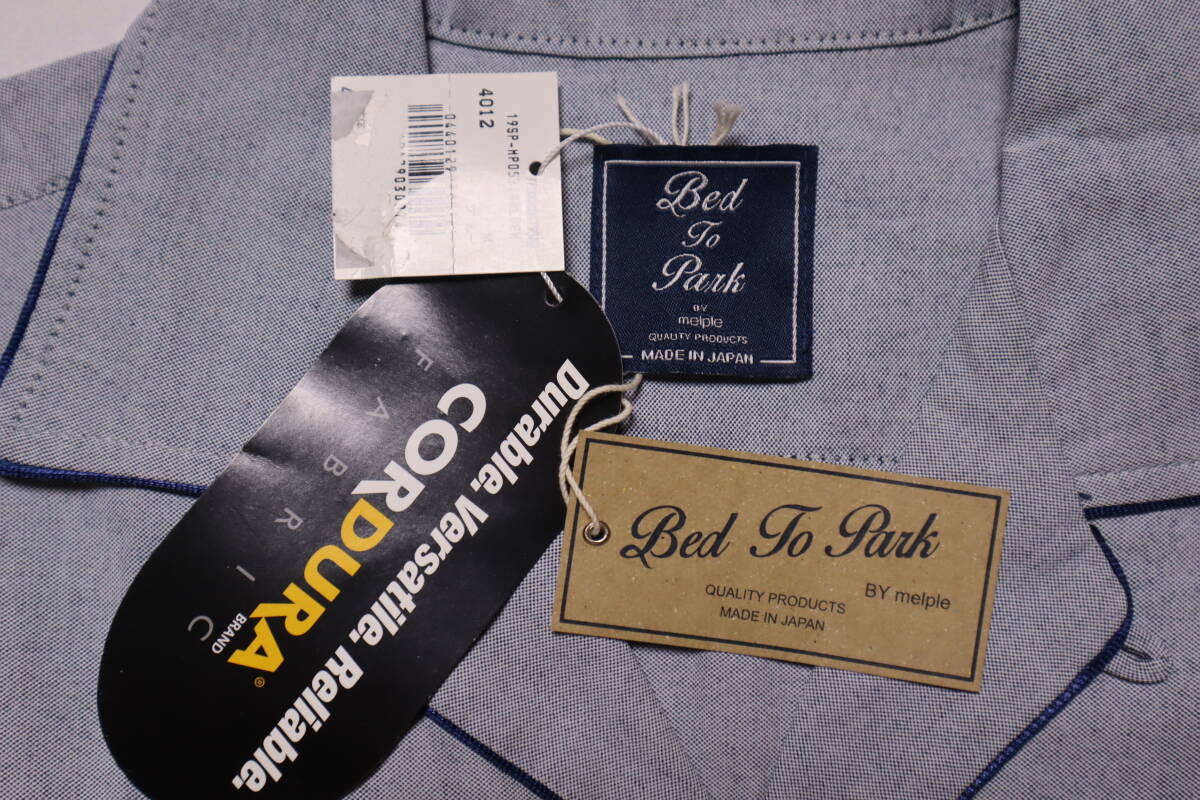 4012
0440129
Bed
To
Park
BY
melple
QUALITY PRODUCTS
MADE IN JAPAN
Durable. Versatile. Reliable.
CORDURA
BRAND
®
FABRIC
Bed To Park
BY melple
QUALITY PRODUCTS
MADE IN JAPAN